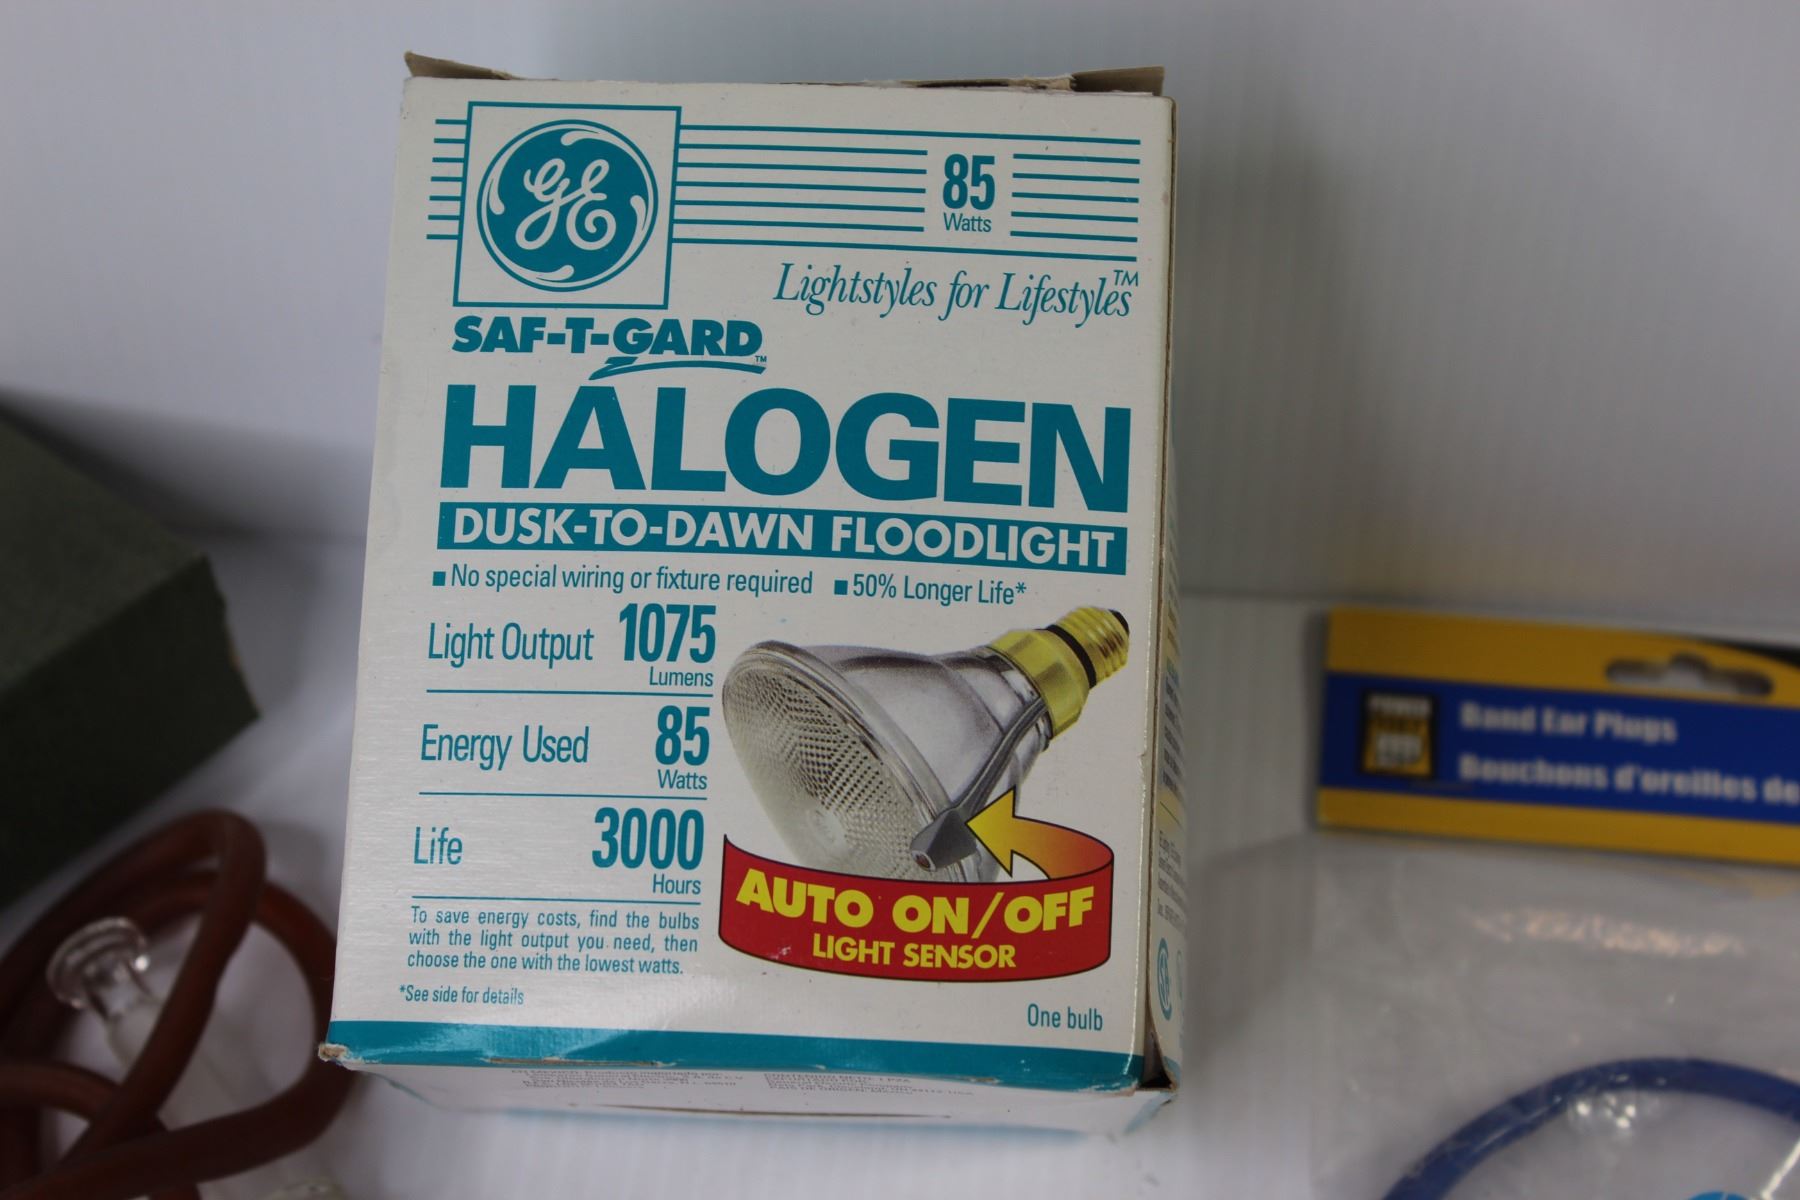 GE
85
Watts
Lightstyles for Lifestyles™
SAF-T-GARD™
HALOGEN
DUSK-TO-DAWN FLOODLIGHT
■ No special wiring or fixture required ■ 50% Longer Life*
Light Output 1075
Lumens
Energy Used 85
Watts
Life 3000
Hours
To save energy costs, find the bulbs
with the light output you need, then
choose the one with the lowest watts.
*See side for details
AUTO ON/OFF
LIGHT SENSOR
One bulb
Band Ear Plugs
Bouchons d'oreilles de